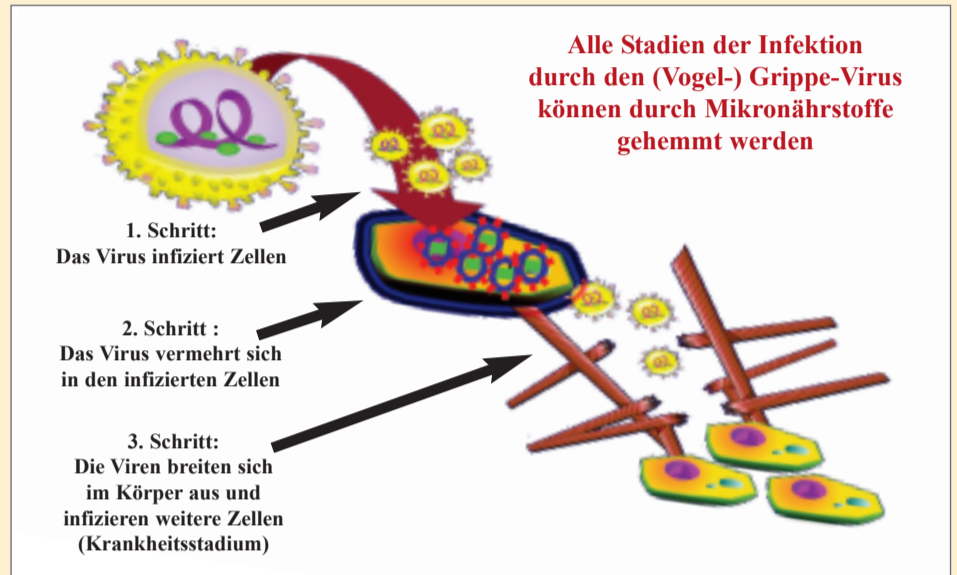 Alle Stadien der Infektion
durch den (Vogel-) Grippe-Virus
können durch Mikronährstoffe
gehemmt werden
1. Schritt:
Das Virus infiziert Zellen
2. Schritt :
Das Virus vermehrt sich
in den infizierten Zellen
3. Schritt:
Die Viren breiten sich
im Körper aus und
infizieren weitere Zellen
(Krankheitsstadium)